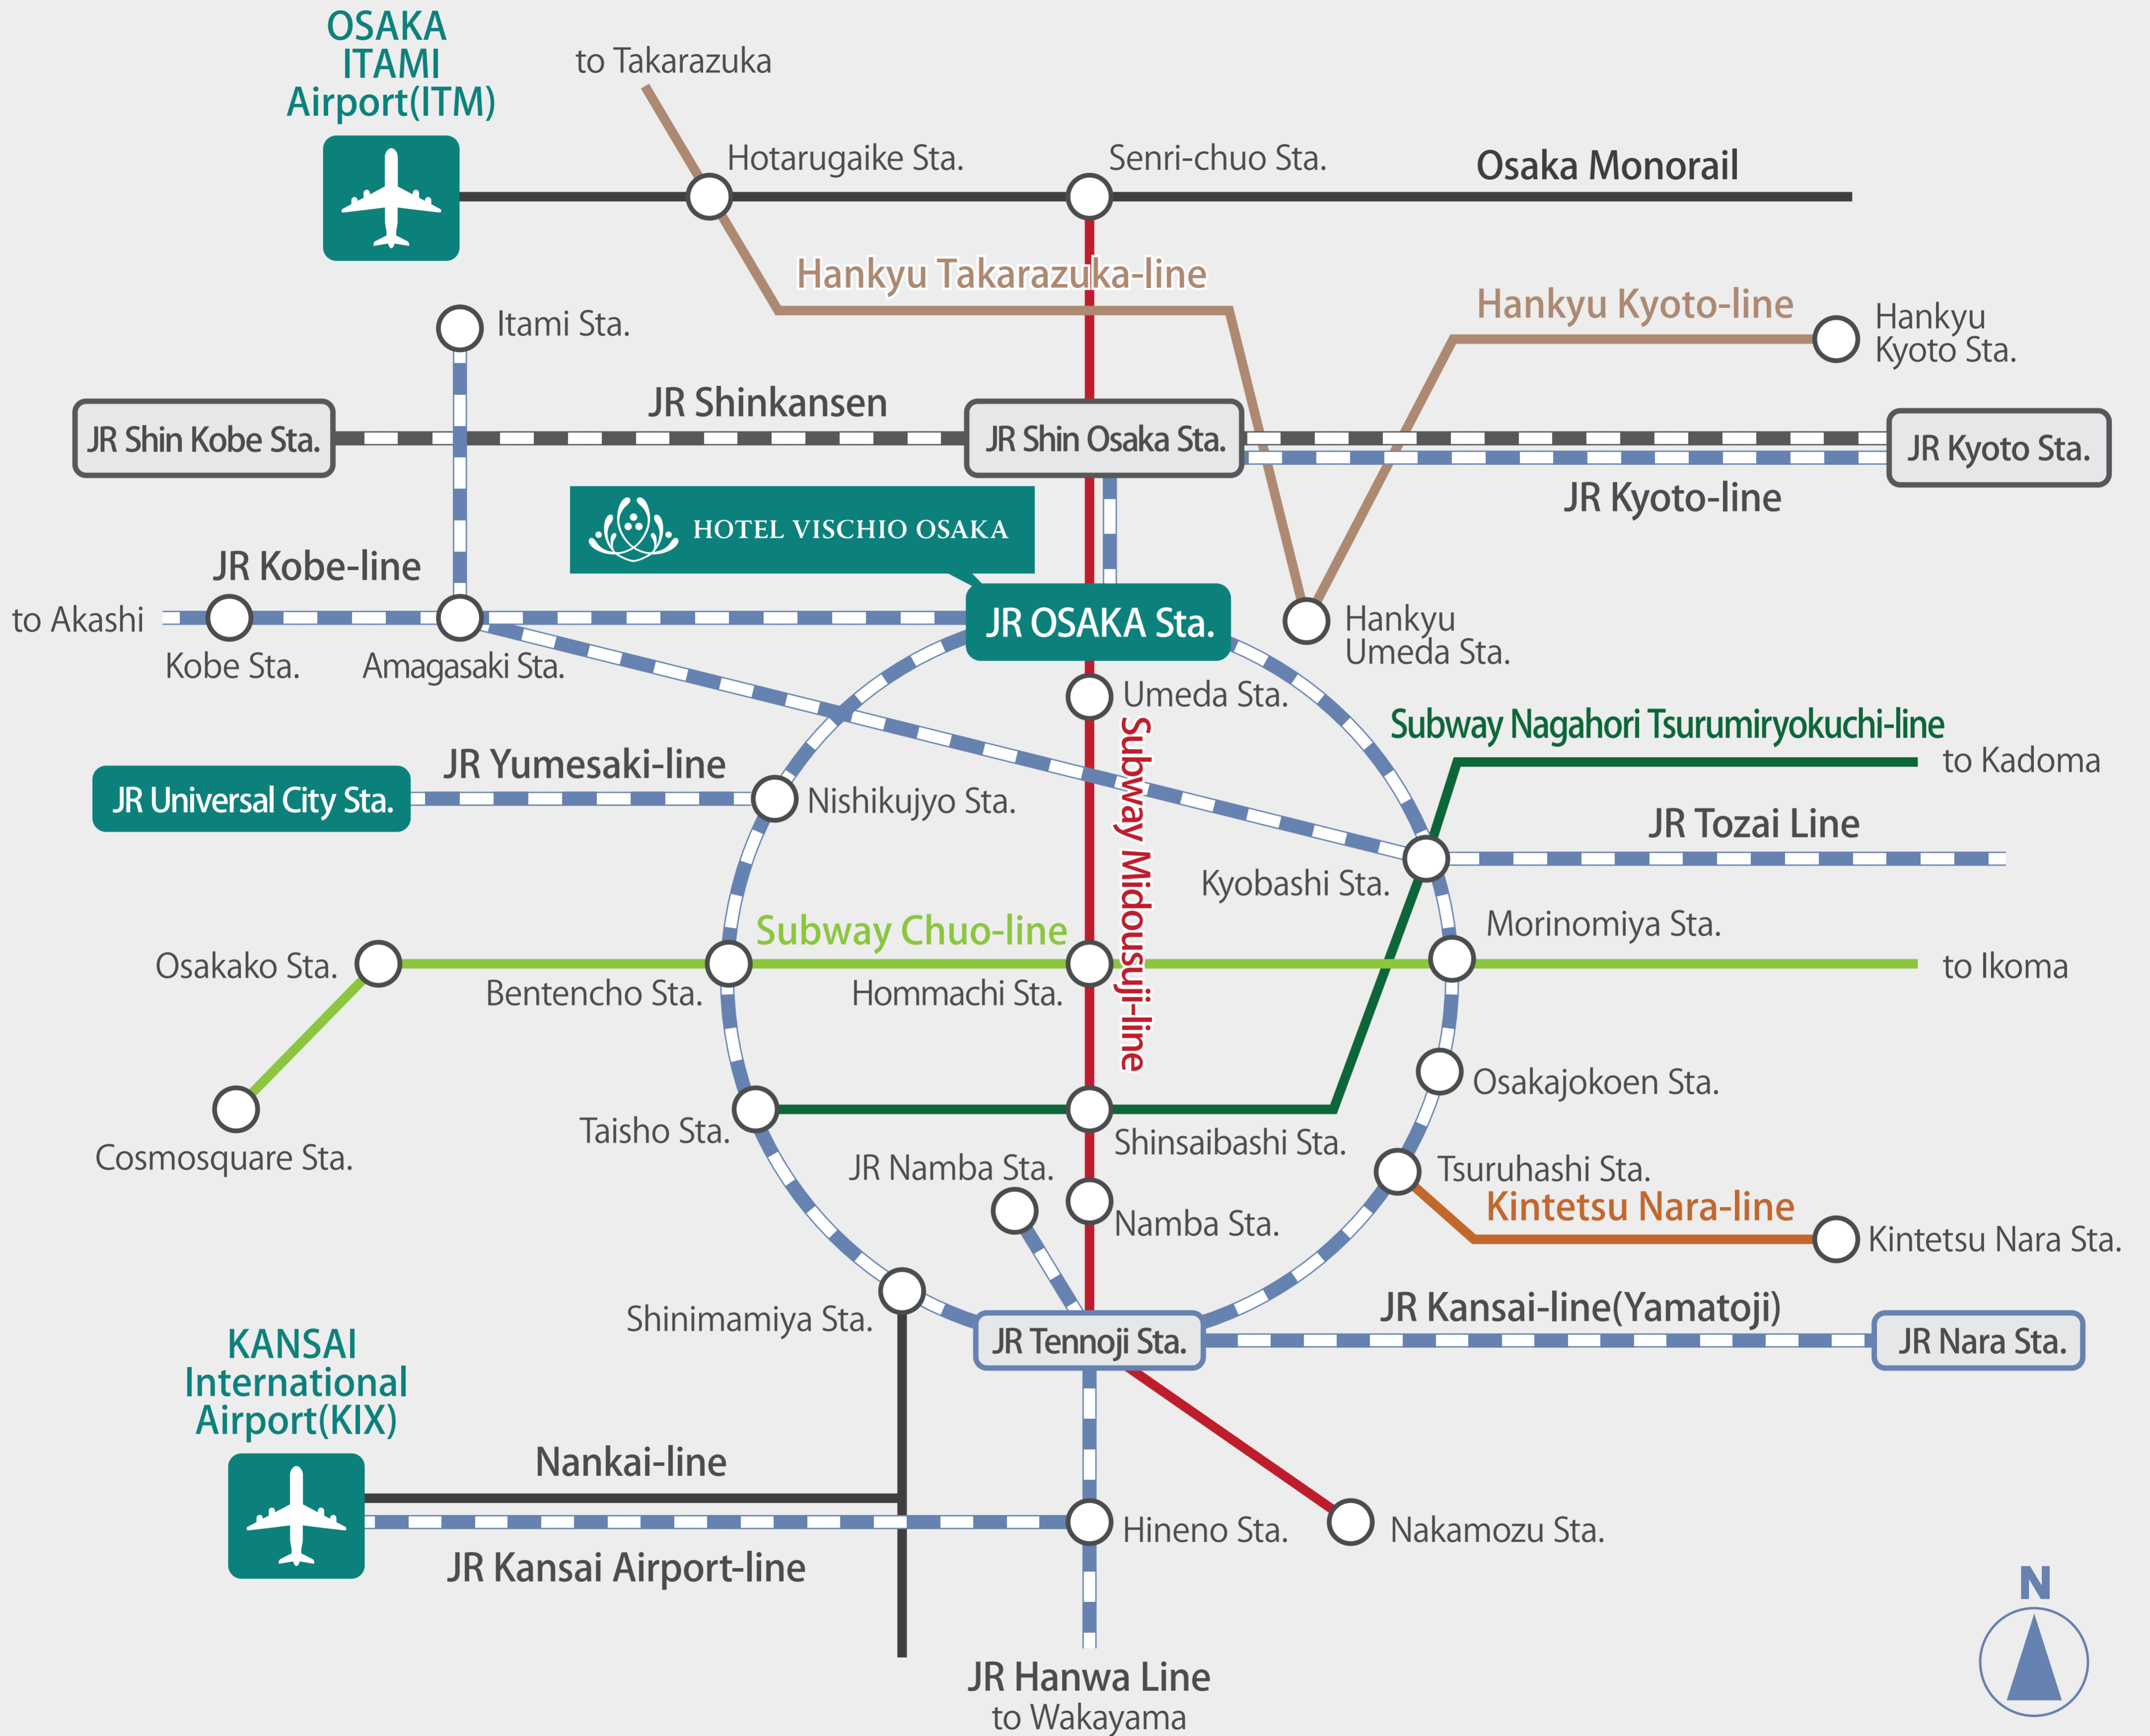 OSAKA
ITAMI
Airport(ITM)
to Takarazuka
Hotarugaike Sta.
Senri-chuo Sta.
Osaka Monorail
Hankyu Takarazuka-line
Hankyu Kyoto-line
Hankyu
Kyoto Sta.
Itami Sta.
JR Shinkansen
JR Shin Kobe Sta.
JR Shin Osaka Sta.
JR Kyoto Sta.
JR Kyoto-line
HOTEL VISCHIO OSAKA
JR Kobe-line
to Akashi
JR OSAKA Sta.
Hankyu
Umeda Sta.
Kobe Sta.
Amagasaki Sta.
Umeda Sta.
Subway Nagahori Tsurumiryokuchi-line
to Kadoma
JR Yumesaki-line
JR Universal City Sta.
Nishikujyo Sta.
Subway Midousuji-line
JR Tozai Line
Kyobashi Sta.
Subway Chuo-line
Morinomiya Sta.
Osakako Sta.
to Ikoma
Bentencho Sta.
Hommachi Sta.
Osakajokoen Sta.
Taisho Sta.
Shinsaibashi Sta.
Cosmosquare Sta.
JR Namba Sta.
Tsuruhashi Sta.
Kintetsu Nara-line
Namba Sta.
Kintetsu Nara Sta.
Shinimamiya Sta.
JR Kansai-line(Yamatoji)
JR Tennoji Sta.
JR Nara Sta.
KANSAI
International
Airport(KIX)
Nankai-line
Hineno Sta.
Nakamozu Sta.
JR Kansai Airport-line
N
JR Hanwa Line
to Wakayama